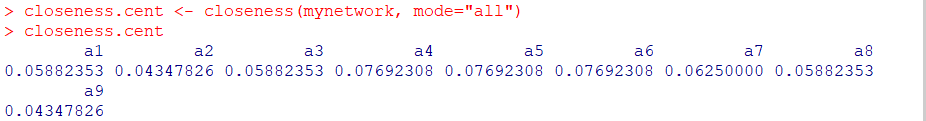 > closeness.cent <- closeness(mynetwork, mode="all")
> closeness.cent
a1 a2 a3 a4 a5 a6 a7 a8
0.05882353 0.04347826 0.05882353 0.07692308 0.07692308 0.07692308 0.06250000 0.05882353
a9
0.04347826